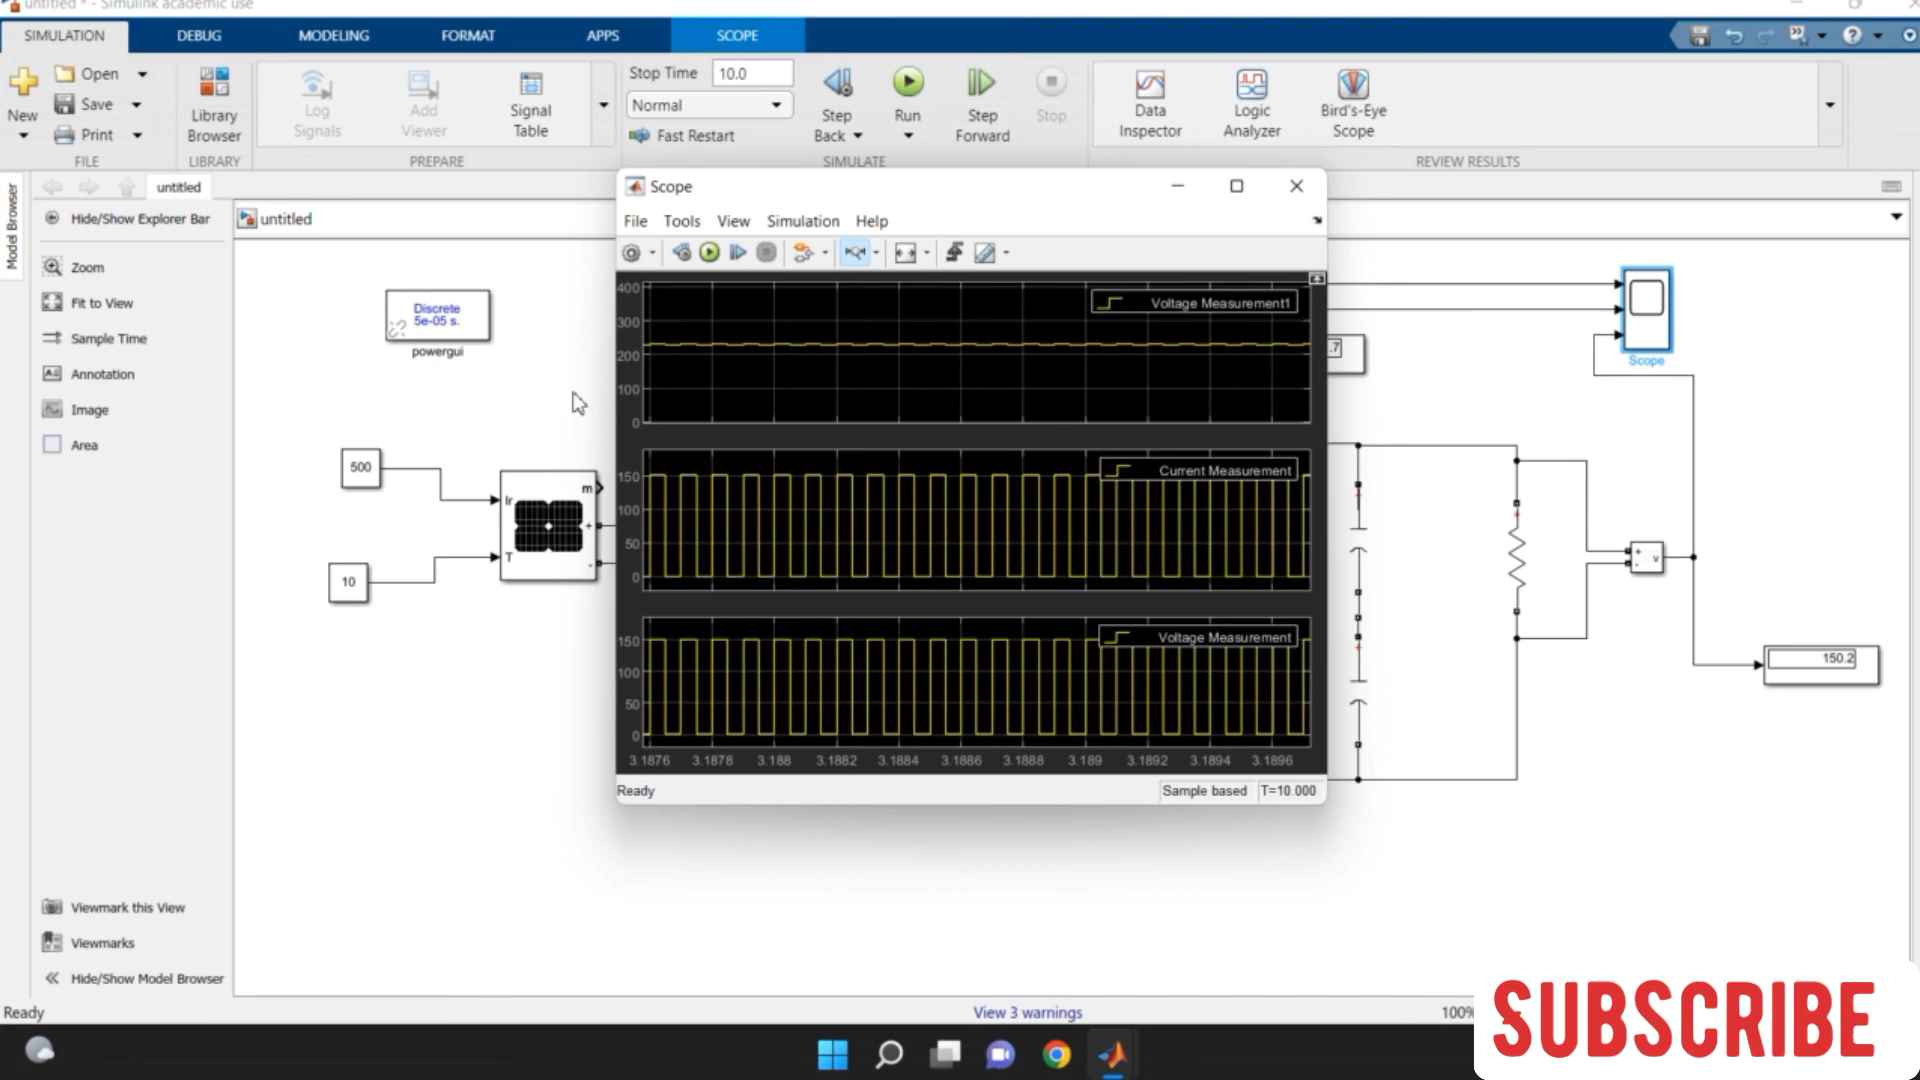 untitled * - Simulink academic use
SIMULATION DEBUG MODELING FORMAT APPS SCOPE
New
Open
Save
Print
FILE
Library Browser
LIBRARY
Log Signals
Add Viewer
Signal Table
PREPARE
Stop Time 10.0
Normal
Fast Restart
Step Back
Run
Step Forward
Stop
SIMULATE
Data Inspector
Logic Analyzer
Bird's-Eye Scope
REVIEW RESULTS
Model Browser
untitled
Hide/Show Explorer Bar
untitled
Zoom
Fit to View
Sample Time
Annotation
Image
Area
Viewmark this View
Viewmarks
Hide/Show Model Browser
Discrete
5e-05 s.
powergui
500
10
Ir
T
m
+
-
Scope
File Tools View Simulation Help
Voltage Measurement1
400
300
200
100
0
Current Measurement
150
100
50
0
Voltage Measurement
150
100
50
0
3.1876 3.1878 3.188 3.1882 3.1884 3.1886 3.1888 3.189 3.1892 3.1894 3.1896
Ready Sample based T=10.000
.7
Scope
+
-
v
150.2
Ready View 3 warnings 100%
SUBSCRIBE